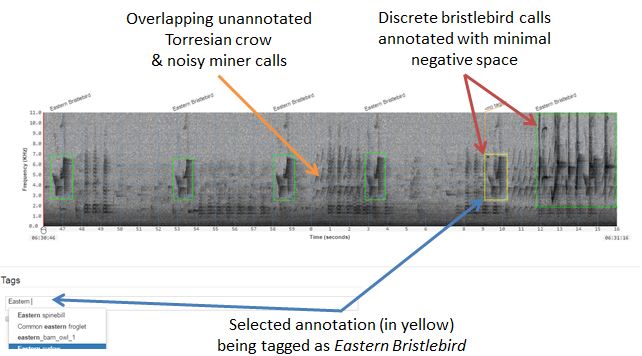 Overlapping unannotated
Torresian crow
& noisy miner calls
Discrete bristlebird calls
annotated with minimal
negative space
Eastern Bristlebird
Eastern Bristlebird
Eastern Bristlebird
Eastern Bristlebird
Eastern Bristlebird
11.0
10.0
9.0
8.0
7.0
6.0
5.0
4.0
3.0
2.0
1.0
0.0
Frequency (KHz)
47 48 49 50 51 52 53 54 55 56 57 58 59 0 1 2 3 4 5 6 7 8 9 10 11 12 13 14 15 16
06:30:46
Time (seconds)
06:31:16
Tags
Eastern
Eastern spinebill
Common eastern froglet
eastern_barn_owl_1
Selected annotation (in yellow)
being tagged as Eastern Bristlebird